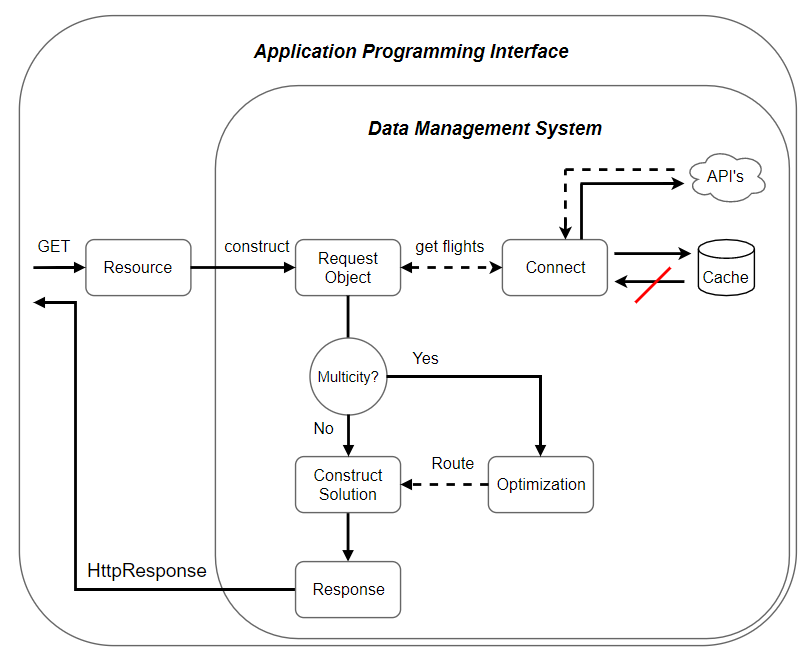 Application Programming Interface
Data Management System
API's
GET
Resource
construct
Request
Object
get flights
Connect
Cache
Multicity?
Yes
No
Construct
Solution
Route
Optimization
HttpResponse
Response